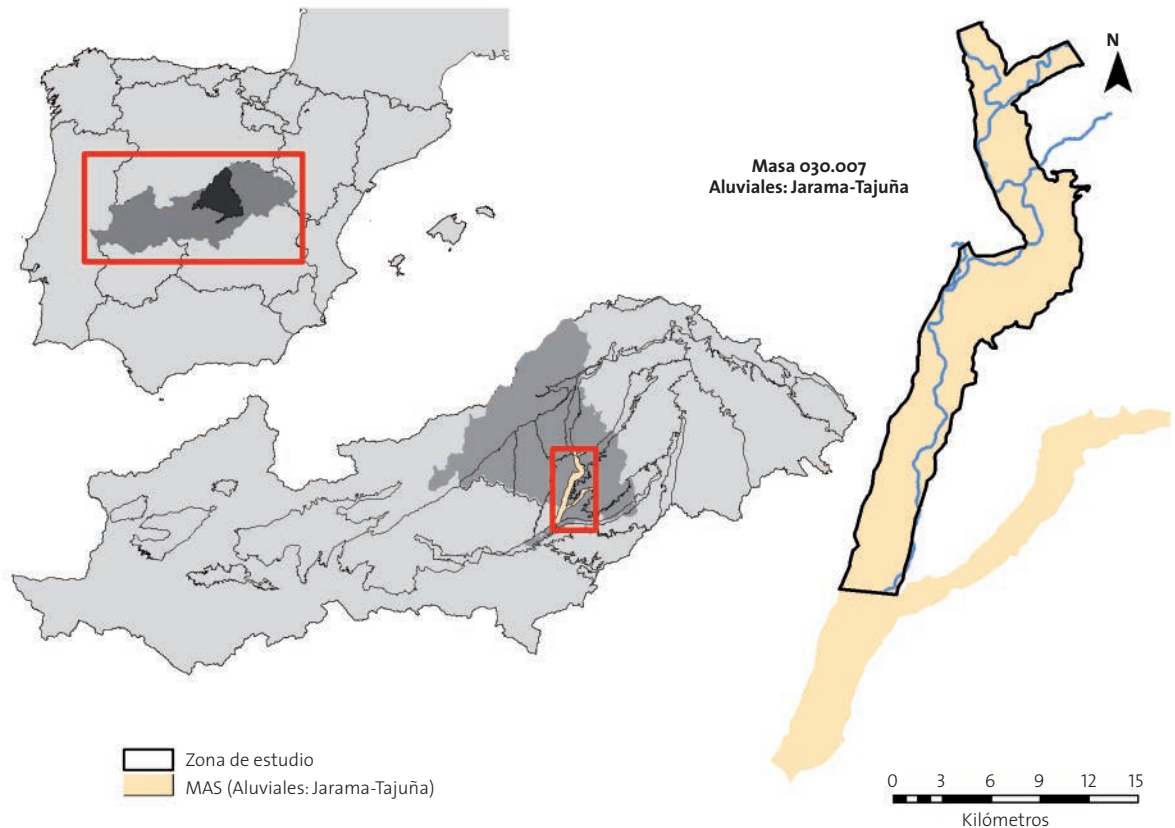 N
Masa 030.007
Aluviales: Jarama-Tajuña
Zona de estudio
MAS (Aluviales: Jarama-Tajuña)
0 3 6 9 12 15
Kilómetros